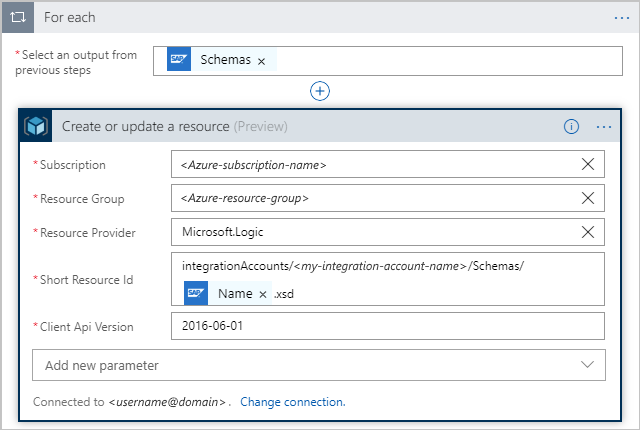 For each
* Select an output from
previous steps
SAP Schemas ×
Create or update a resource (Preview)
* Subscription
<Azure-subscription-name>
* Resource Group
<Azure-resource-group>
* Resource Provider
Microsoft.Logic
* Short Resource Id
integrationAccounts/<my-integration-account-name>/Schemas/
SAP Name × .xsd
* Client Api Version
2016-06-01
Add new parameter
Connected to <username@domain> . Change connection.